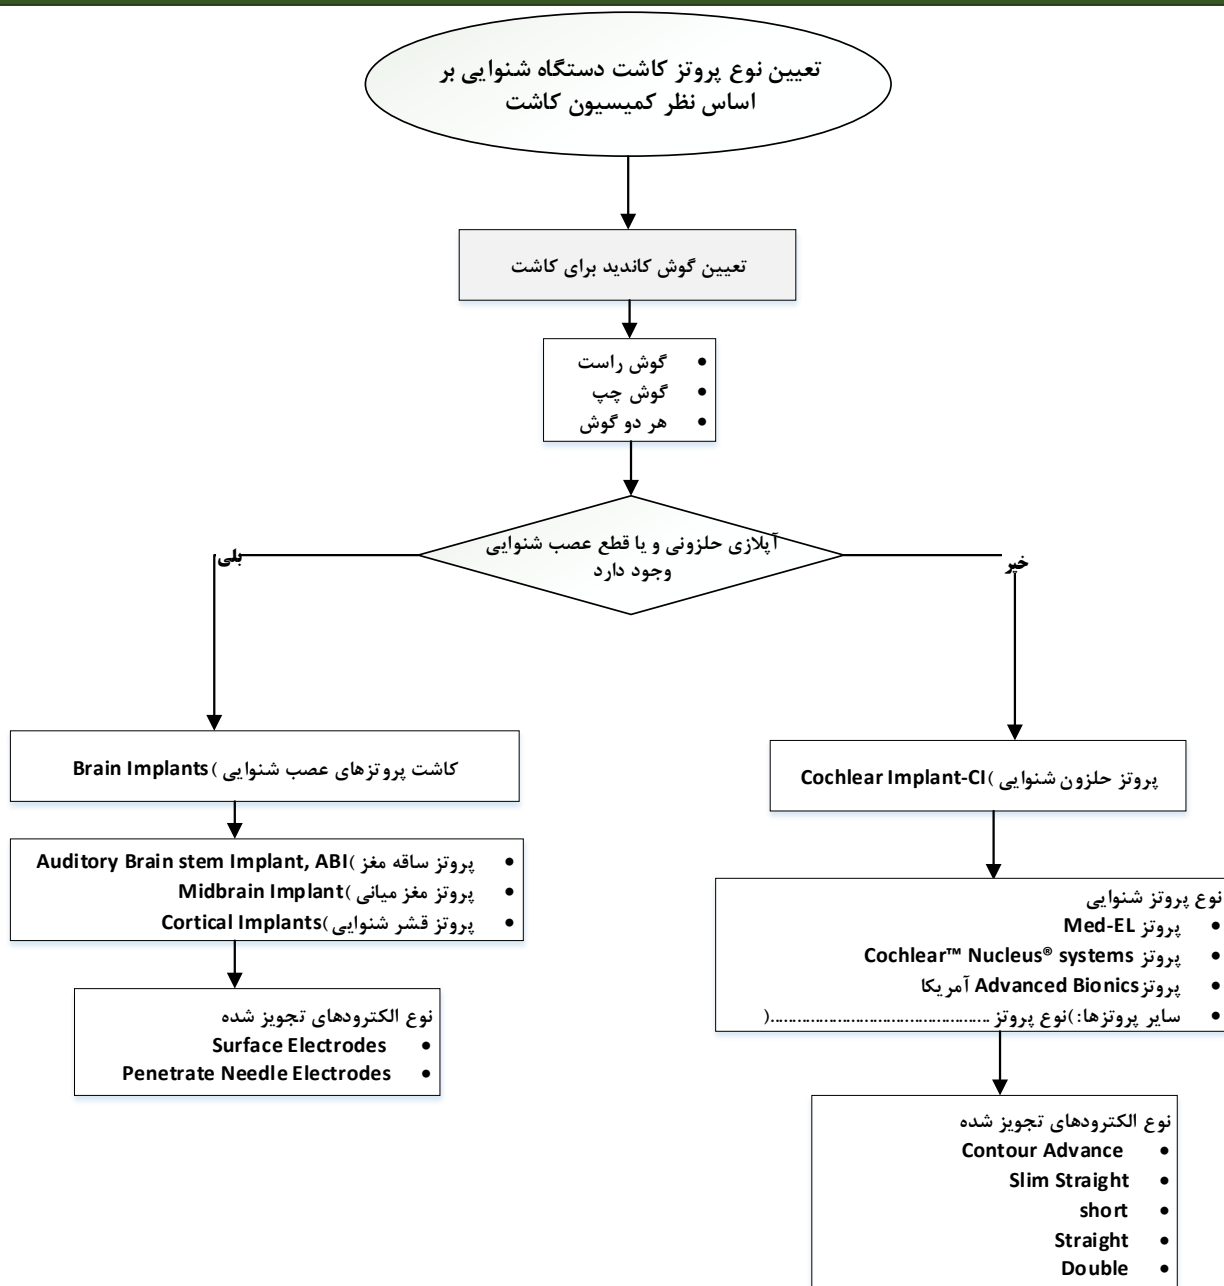 تعیین نوع پروتز کاشت دستگاه شنوایی بر
اساس نظر کمیسیون کاشت
تعیین گوش کاندید برای کاشت
• گوش راست
• گوش چپ
• هر دو گوش
آپلازی حلزونی و یا قطع عصب شنوایی
وجود دارد
بلی
خیر
کاشت پروتزهای عصب شنوایی )Brain Implants
• پروتز ساقه مغز )Auditory Brain stem Implant, ABI
• پروتز مغز میانی )Midbrain Implant
• پروتز قشر شنوایی )Cortical Implants
نوع الکترودهای تجویز شده
• Surface Electrodes
• Penetrate Needle Electrodes
پروتز حلزون شنوایی )Cochlear Implant-CI
نوع پروتز شنوایی
• پروتز Med-EL
• پروتز Cochlear™ Nucleus® systems
• پروتزAdvanced Bionics آمریکا
• سایر پروتزها: )نوع پروتز ................................................(
نوع الکترودهای تجویز شده
• Contour Advance
• Slim Straight
• short
• Straight
• Double